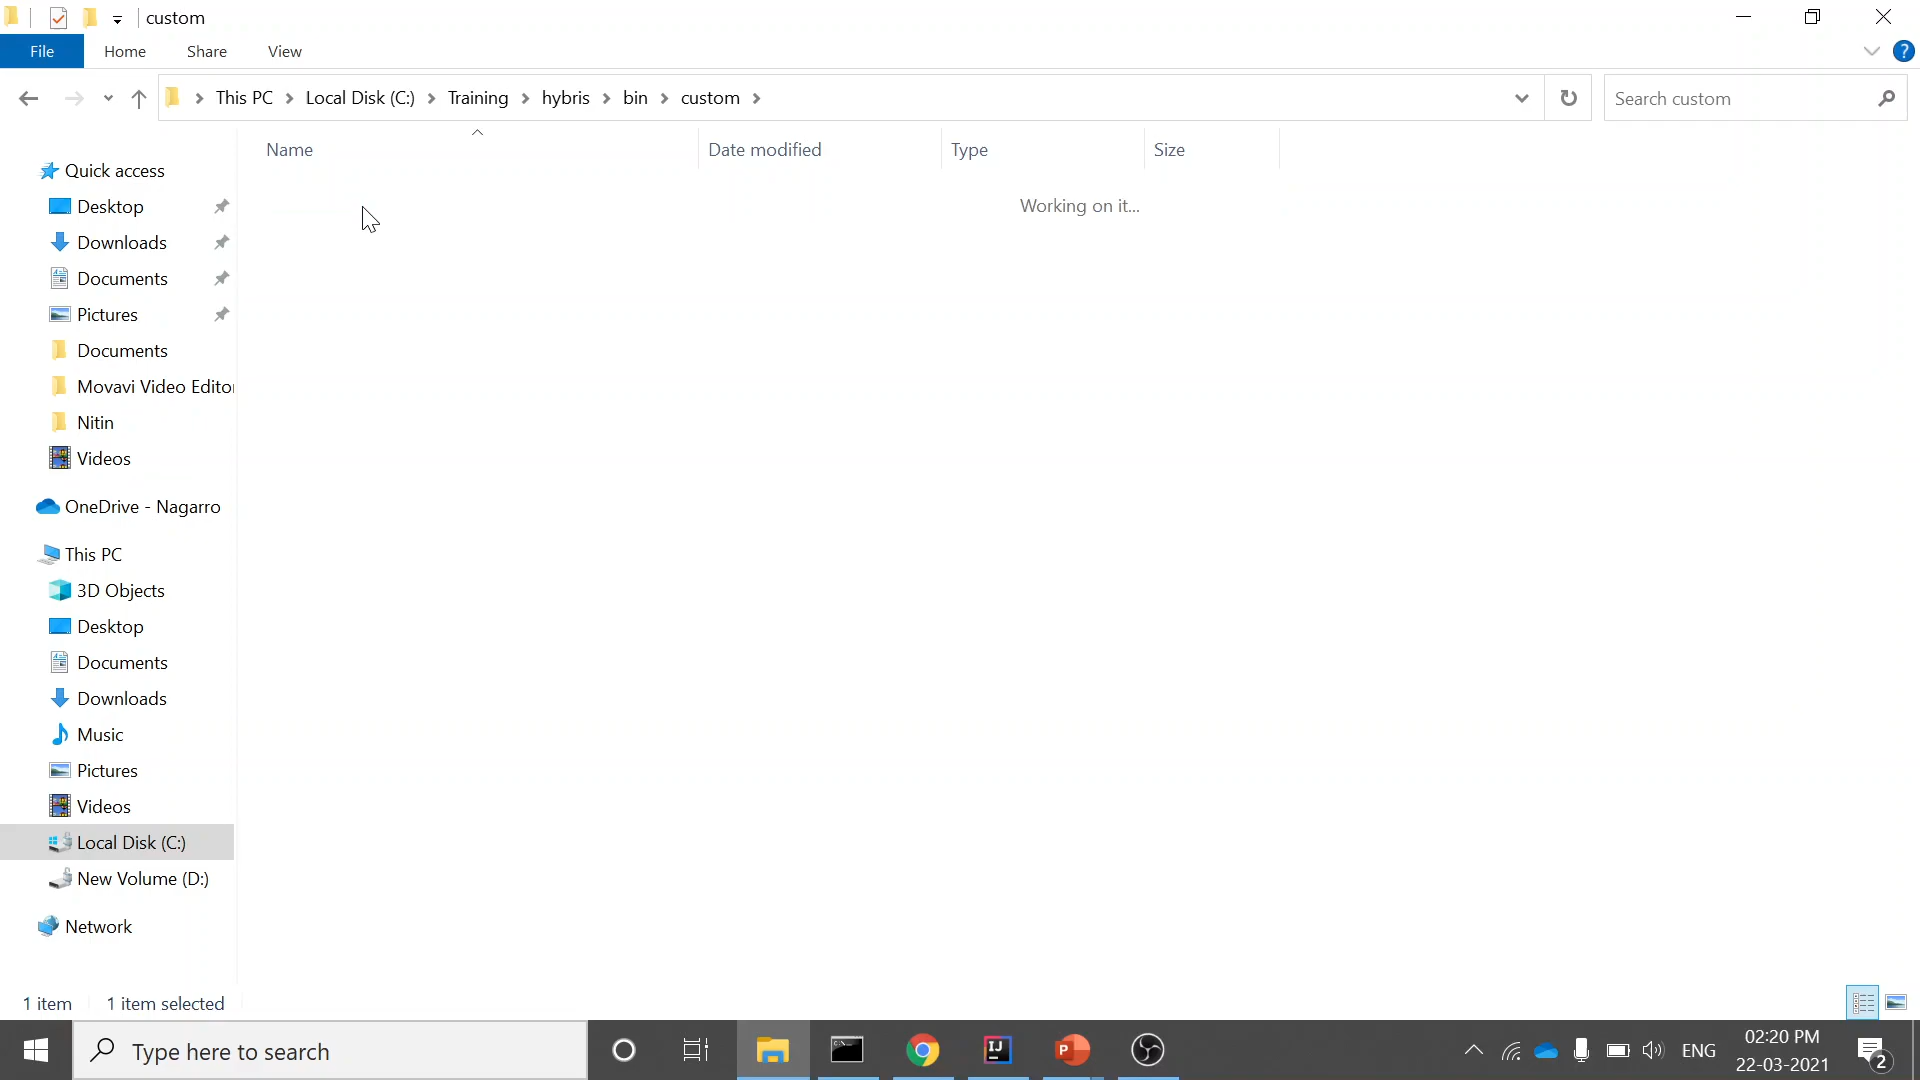 custom
File Home Share View
This PC Local Disk (C:) Training hybris bin custom
Search custom
Name Date modified Type Size
Working on it...
Quick access
Desktop
Downloads
Documents
Pictures
Documents
Movavi Video Editor
Nitin
Videos
OneDrive - Nagarro
This PC
3D Objects
Desktop
Documents
Downloads
Music
Pictures
Videos
Local Disk (C:)
New Volume (D:)
Network
1 item 1 item selected
Type here to search
ENG
02:20 PM
22-03-2021
2